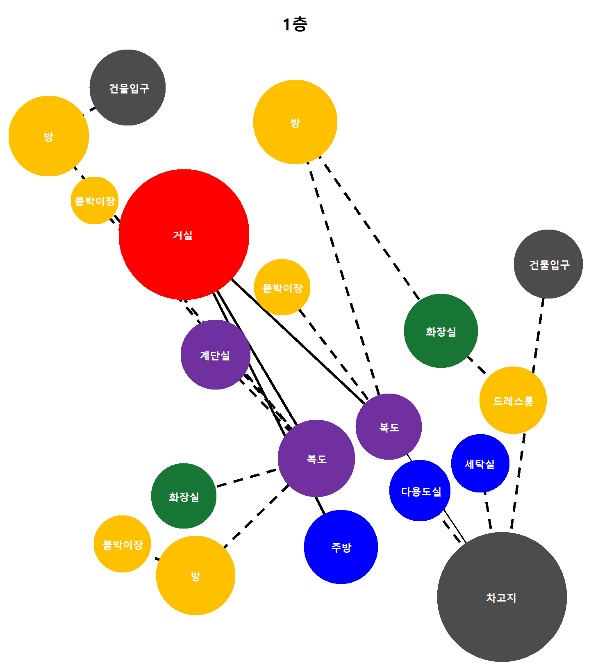 1층
건물입구
방
방
붙박이장
거실
건물입구
붙박이장
화장실
계단실
드레스룸
복도
복도
세탁실
다용도실
화장실
붙박이장
주방
방
차고지